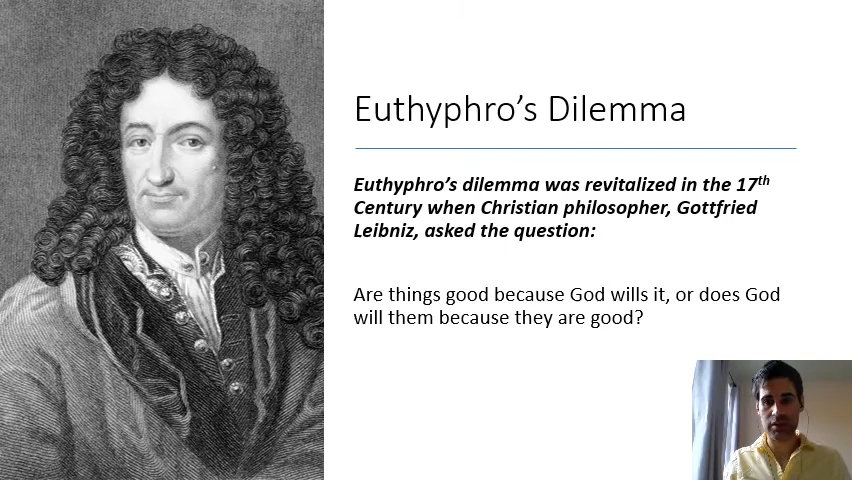 Euthyphro’s Dilemma
Euthyphro’s dilemma was revitalized in the 17th
Century when Christian philosopher, Gottfried
Leibniz, asked the question:
Are things good because God wills it, or does God
will them because they are good?